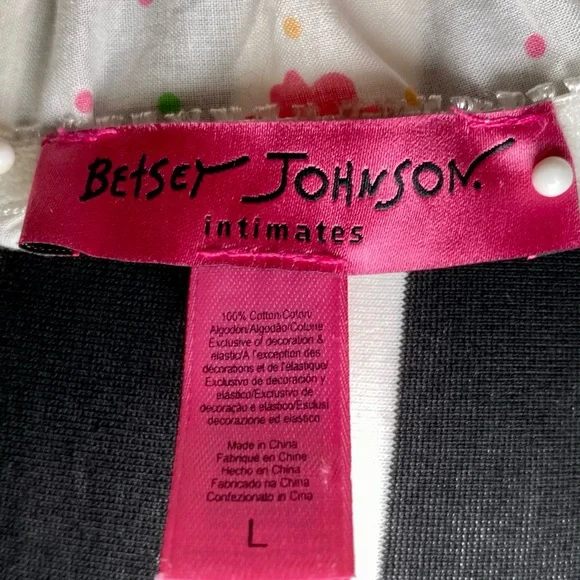 BETSEY JOHNSON.
intimates
100% Cotton/Coton/
Algodón/Algodão/Cotone
Exclusive of decoration &
elastic/A l'exception des
décorations et de l'élastique/
Exclusivo de decoración y
elástico/Exclusivo de
decoração e elástico/Esclusi
decorazione ed elastico
Made in China
Fabriqué en Chine
Hecho en China
Fabricado na China
Confezionato in Cina
L